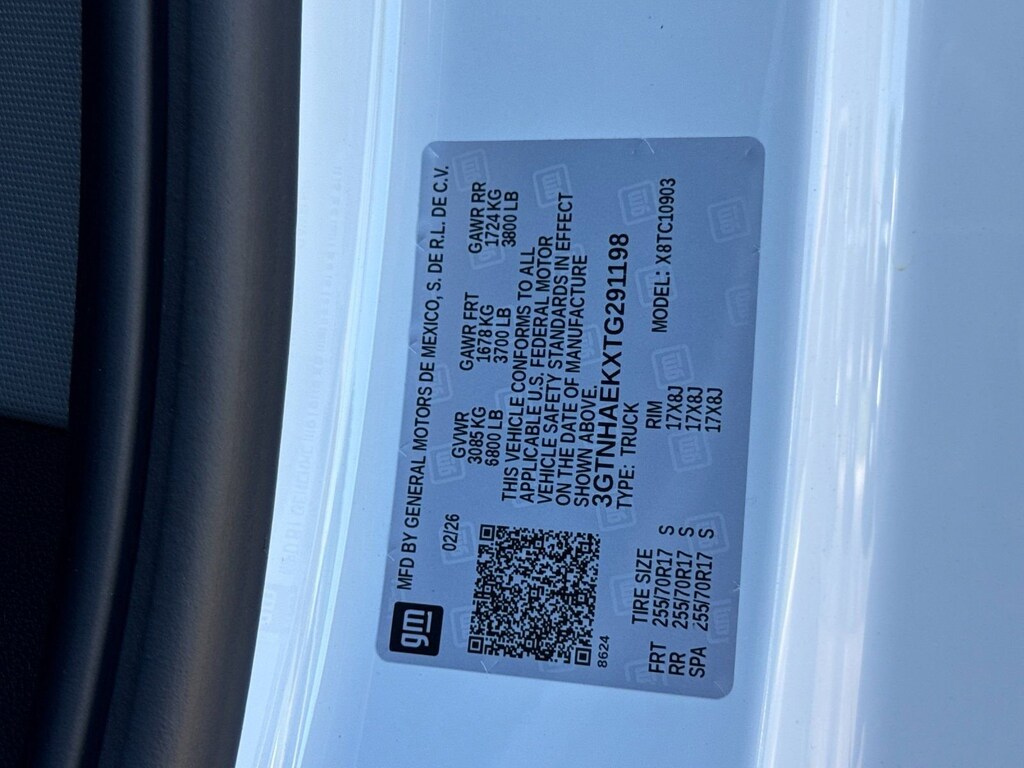 gm MFD BY GENERAL MOTORS DE MEXICO, S. DE R.L. DE C.V.
02/26
GVWR GAWR FRT GAWR RR
3085 KG 1678 KG 1724 KG
6800 LB 3700 LB 3800 LB
THIS VEHICLE CONFORMS TO ALL
APPLICABLE U.S. FEDERAL MOTOR
VEHICLE SAFETY STANDARDS IN EFFECT
ON THE DATE OF MANUFACTURE
SHOWN ABOVE.
3GTNHAEKXTG291198
8624
TYPE: TRUCK MODEL: X8TC10903
TIRE SIZE RIM
FRT 255/70R17 S 17X8J
RR 255/70R17 S 17X8J
SPA 255/70R17 S 17X8J